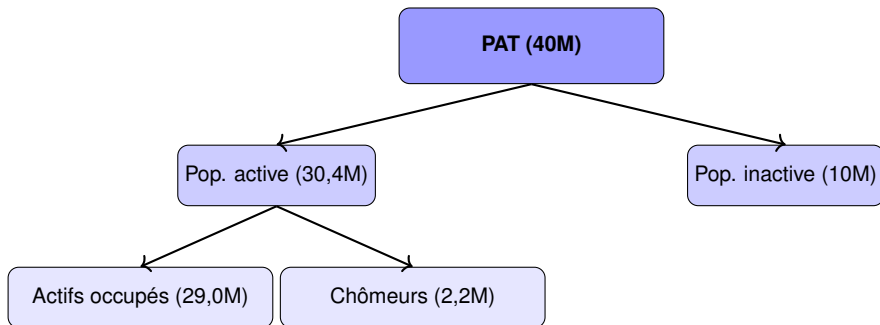 PAT (40M)
Pop. active (30,4M)
Pop. inactive (10M)
Actifs occupés (29,0M)
Chômeurs (2,2M)